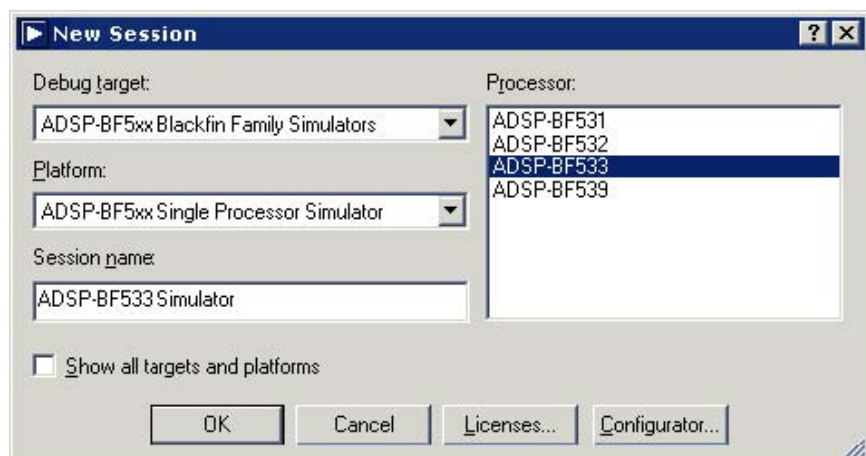 New Session
Debug target:
ADSP-BF5xx Blackfin Family Simulators
Platform:
ADSP-BF5xx Single Processor Simulator
Session name:
ADSP-BF533 Simulator
Show all targets and platforms
Processor:
ADSP-BF531
ADSP-BF532
ADSP-BF533
ADSP-BF539
OK
Cancel
Licenses...
Configurator...